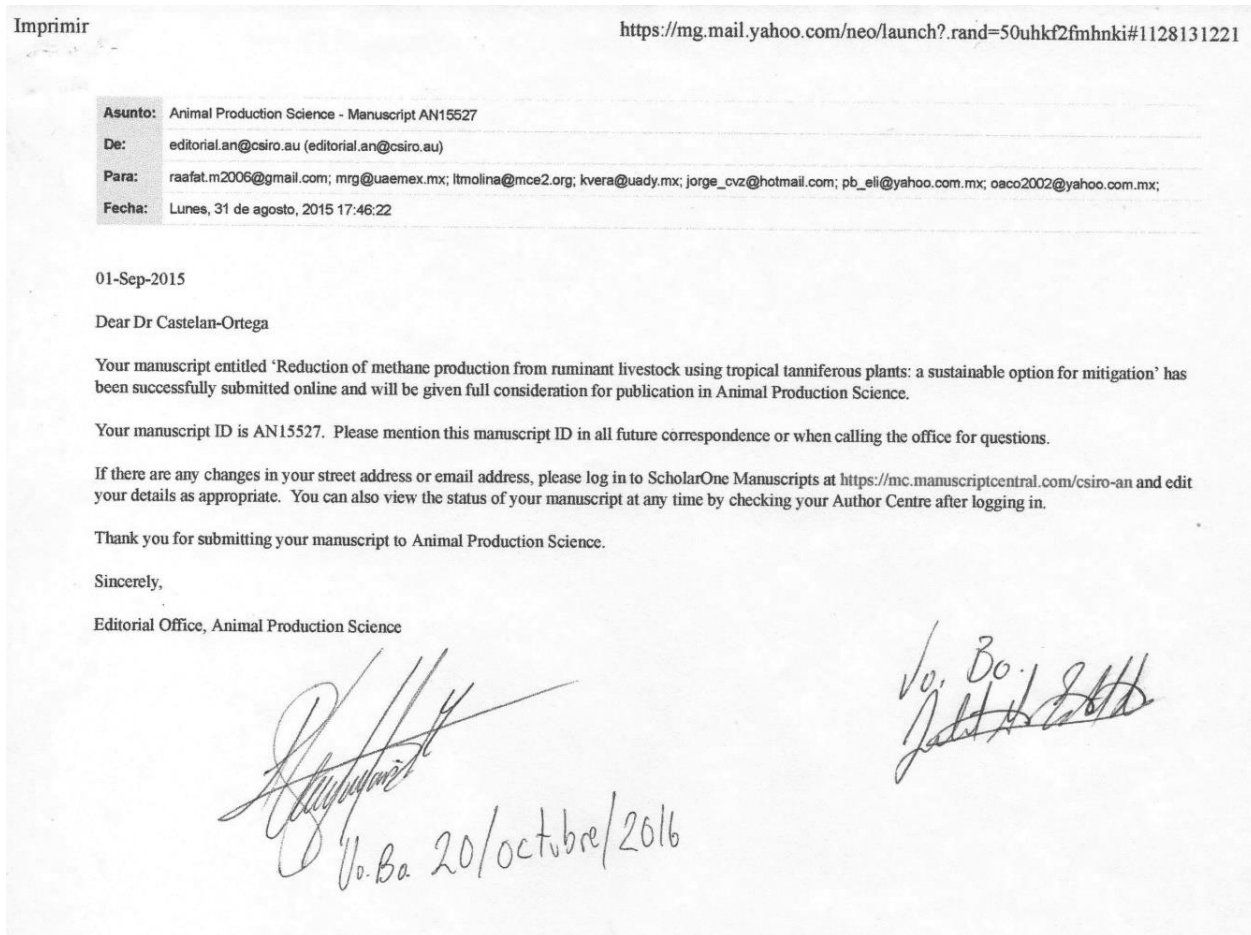 Imprimir
https://mg.mail.yahoo.com/neo/launch?.rand=50uhkf2fmhnki#1128131221
Asunto: Animal Production Science - Manuscript AN15527
De: editorial.an@csiro.au (editorial.an@csiro.au)
Para: raafat.m2006@gmail.com; mrg@uaemex.mx; ltmolina@mce2.org; kvera@uady.mx; jorge_cvz@hotmail.com; pb_eli@yahoo.com.mx; oaco2002@yahoo.com.mx;
Fecha: Lunes, 31 de agosto, 2015 17:46:22
01-Sep-2015
Dear Dr Castelan-Ortega
Your manuscript entitled ‘Reduction of methane production from ruminant livestock using tropical tanniferous plants: a sustainable option for mitigation’ has
been successfully submitted online and will be given full consideration for publication in Animal Production Science.
Your manuscript ID is AN15527. Please mention this manuscript ID in all future correspondence or when calling the office for questions.
If there are any changes in your street address or email address, please log in to ScholarOne Manuscripts at https://mc.manuscriptcentral.com/csiro-an and edit
your details as appropriate. You can also view the status of your manuscript at any time by checking your Author Centre after logging in.
Thank you for submitting your manuscript to Animal Production Science.
Sincerely,
Editorial Office, Animal Production Science
Vo. Bo.
Vo. Bo. 20/octubre/2016